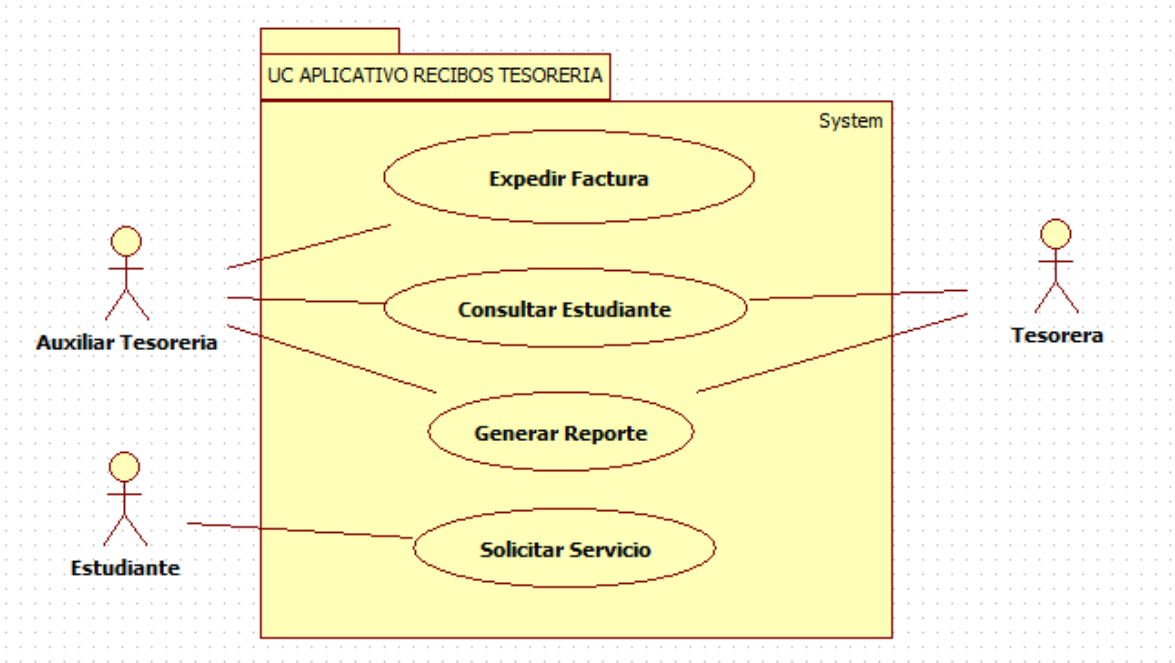 UC APLICATIVO RECIBOS TESORERIA
System
Expedir Factura
Consultar Estudiante
Auxiliar Tesoreria
Tesorera
Generar Reporte
Solicitar Servicio
Estudiante